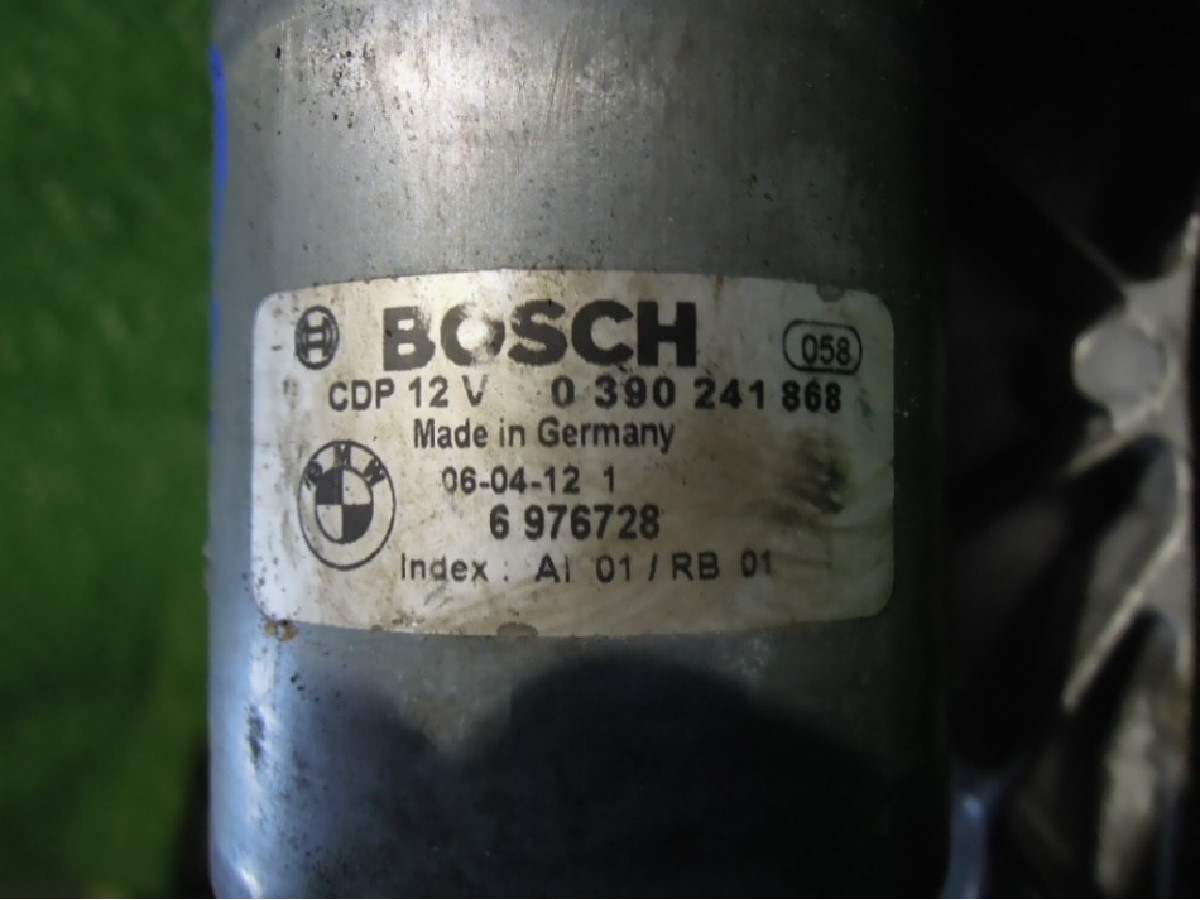 BOSCH 058
CDP 12 V 0 390 241 868
Made in Germany
BMW 06-04-12 1
6 976728
Index : AI 01 / RB 01